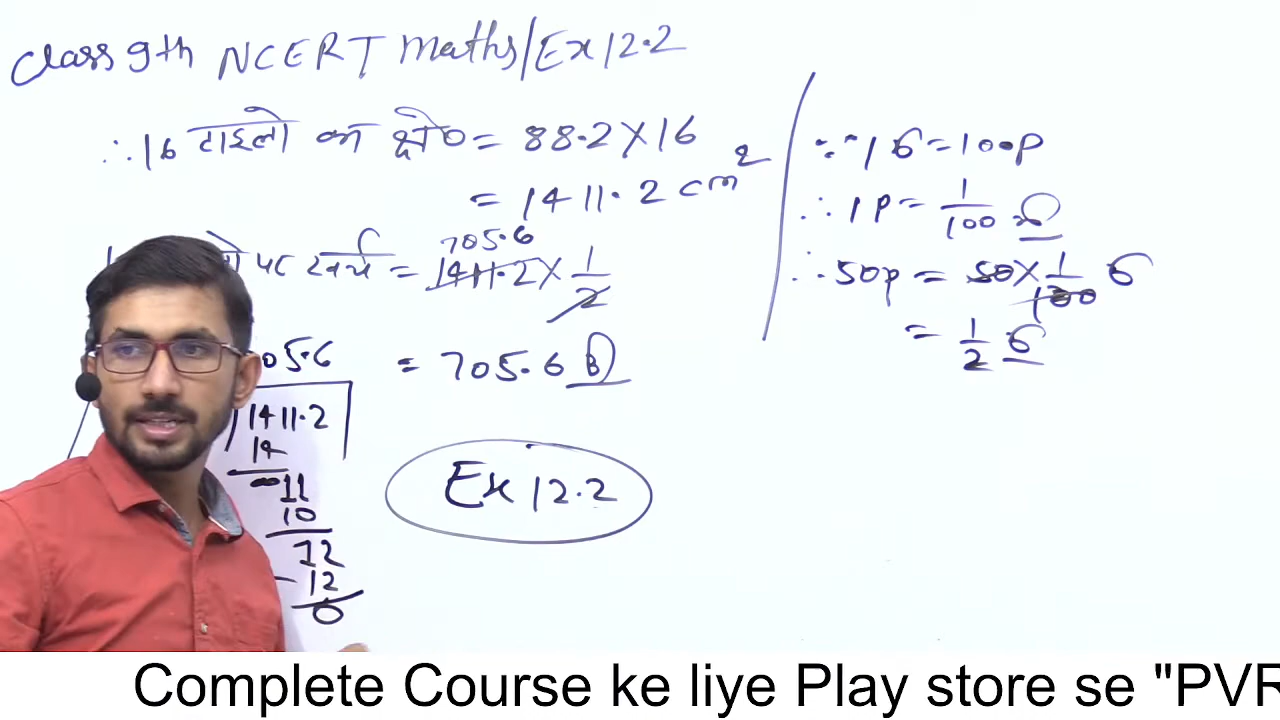 Class 9th NCERT Maths/Ex 12.2
∴ 16 टाइलो का क्षे० = 88.2 × 16
= 1411.2 cm²
पर खर्च = 1411.2 × 1/2
705.6
= 705.6 ₹
05.6
1411.2
14
11
10
12
12
0
Ex 12.2
∵ 1 ₹ = 100p
∴ 1p = 1/100 ₹
∴ 50p = 50 × 1/100 ₹
= 1/2 ₹
Complete Course ke liye Play store se "PVR